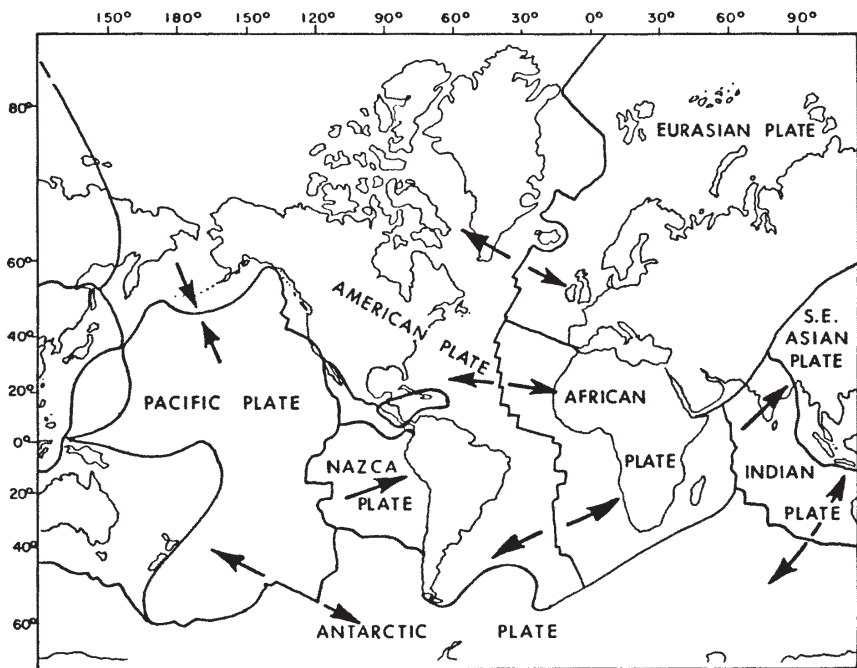 150° 180° 150° 120° 90° 60° 30° 0° 30° 60° 90°
80°
60°
40°
20°
0°
20°
40°
60°
EURASIAN PLATE
AMERICAN PLATE
S.E.
ASIAN
PLATE
PACIFIC PLATE
AFRICAN
PLATE
NAZCA
PLATE
INDIAN
PLATE
ANTARCTIC PLATE